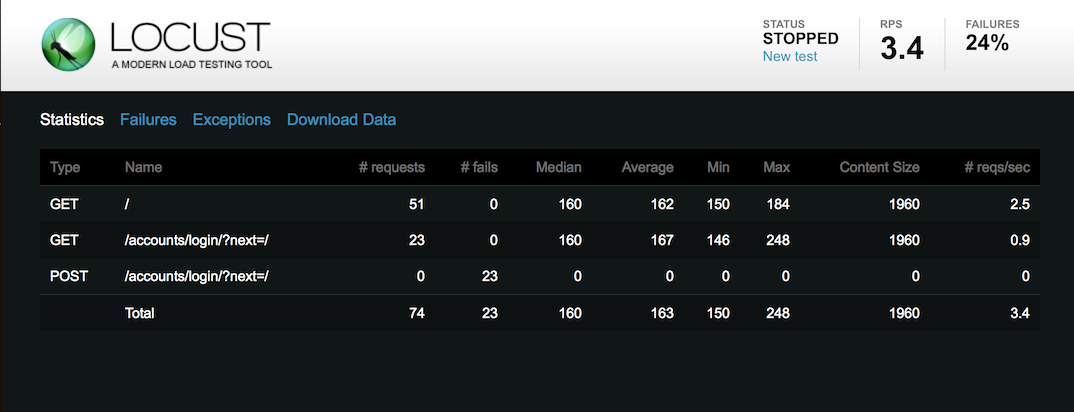 LOCUST
A MODERN LOAD TESTING TOOL
STATUS
STOPPED
New test
RPS
3.4
FAILURES
24%
Statistics Failures Exceptions Download Data
Type Name # requests # fails Median Average Min Max Content Size # reqs/sec
GET / 51 0 160 162 150 184 1960 2.5
GET /accounts/login/?next=/ 23 0 160 167 146 248 1960 0.9
POST /accounts/login/?next=/ 0 23 0 0 0 0 0 0
Total 74 23 160 163 150 248 1960 3.4